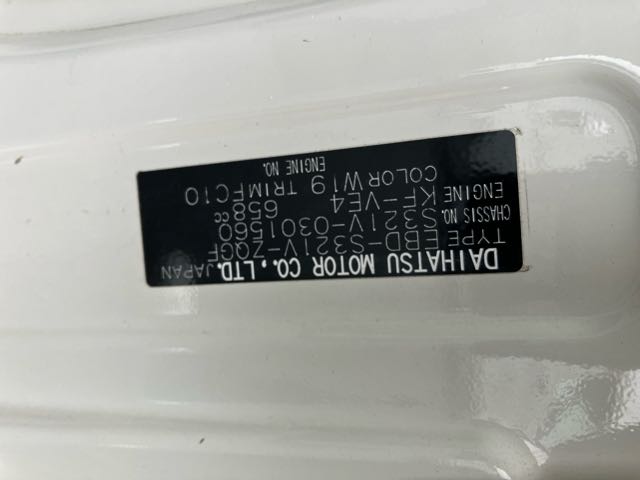 DAIHATSU MOTOR CO., LTD. JAPAN
TYPE EBD-S321V-ZQGF
CHASSIS NO. S321V-0301560
ENGINE KF-VE4 658cc
COLOR W19 TRIM FC10
ENGINE NO.